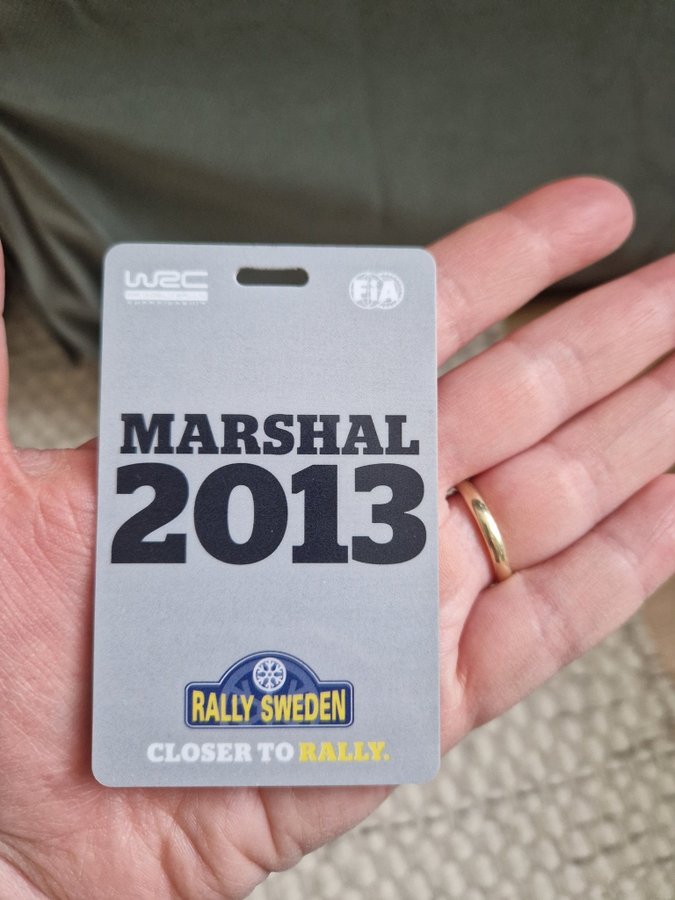 WRC
FIA
MARSHAL
2013
RALLY SWEDEN
CLOSER TO RALLY.